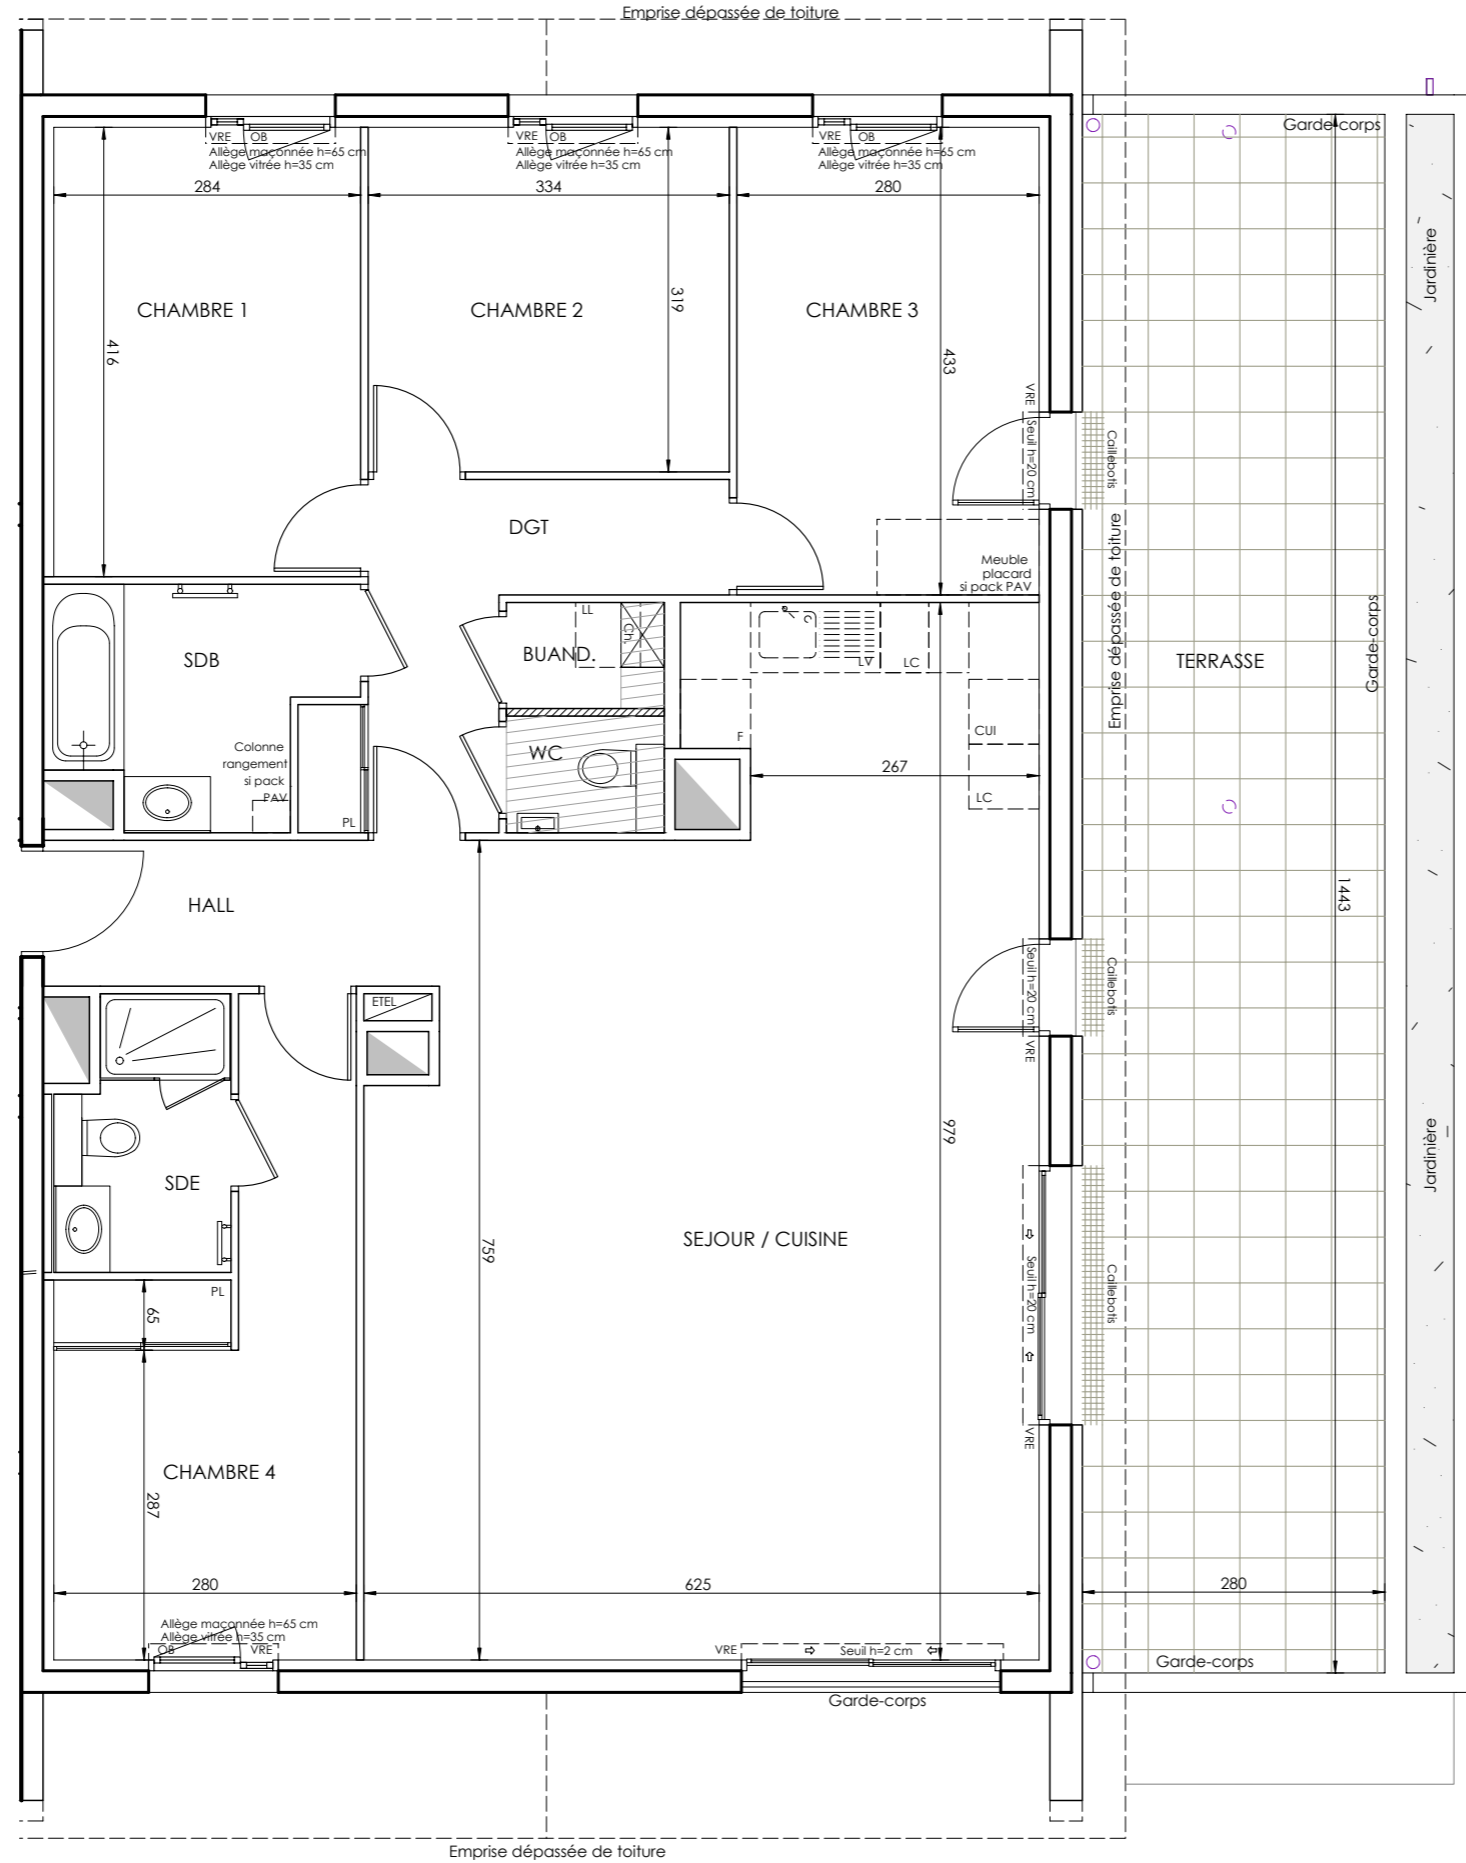 Emprise dépassée de toiture
VRE
OB
Allège maçonnée h=65 cm
Allège vitrée h=35 cm
VRE
OB
Allège maçonnée h=65 cm
Allège vitrée h=35 cm
VRE
OB
Allège maçonnée h=65 cm
Allège vitrée h=35 cm
Garde-corps
284
334
280
Jardinière
CHAMBRE 1
CHAMBRE 2
CHAMBRE 3
319
416
433
VRE
Seuil h=20 cm
Caillebotis
DGT
Emprise dépassée de toiture
Meuble
placard
si pack PAV
Garde-corps
LL
Ch.
SDB
BUAND.
LV
LC
TERRASSE
F
CUI
WC
Colonne
rangement
si pack
PAV
267
LC
PL
1443
HALL
Seuil h=20 cm
VRE
Caillebotis
ETEL
979
Jardinière
SDE
759
SEJOUR / CUISINE
Seuil h=20 cm
VRE
Caillebotis
PL
65
CHAMBRE 4
287
280
625
280
Allège maçonnée h=65 cm
Allège vitrée h=35 cm
OB
VRE
VRE
Seuil h=2 cm
Garde-corps
Garde-corps
Emprise dépassée de toiture